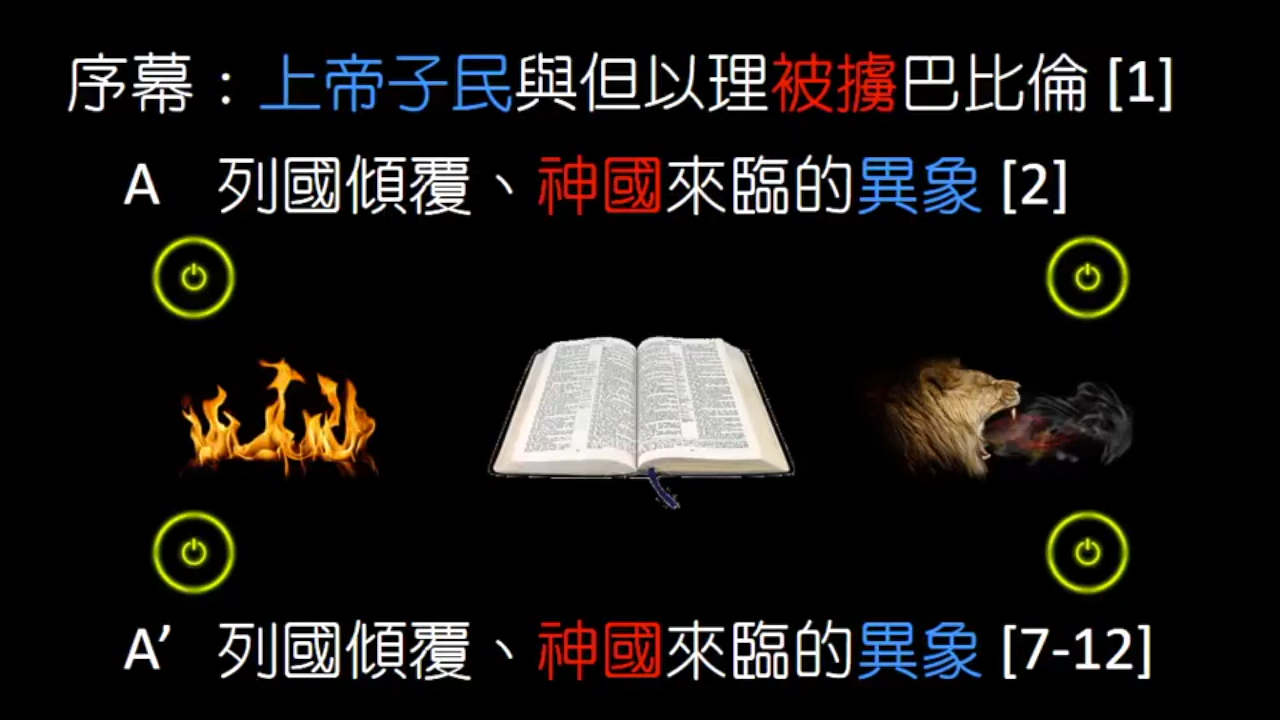 序幕：上帝子民與但以理被擄巴比倫 [1]
A 列國傾覆、神國來臨的異象 [2]
A’ 列國傾覆、神國來臨的異象 [7-12]